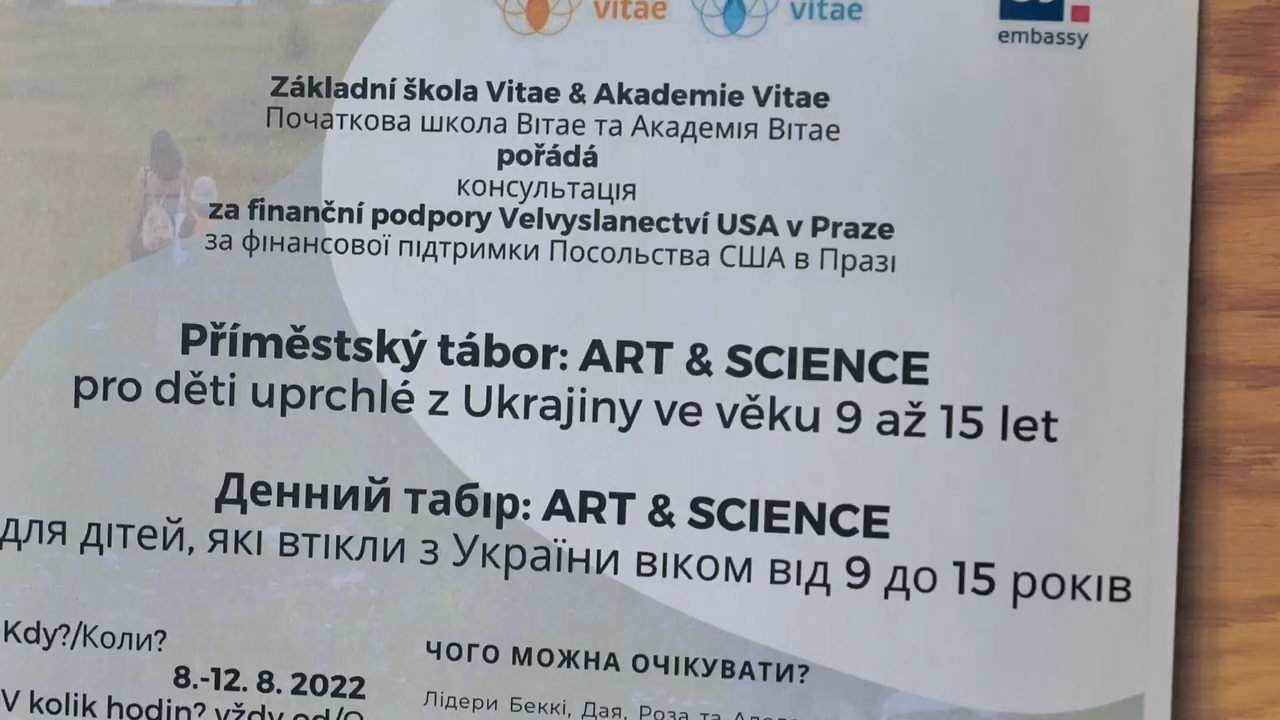 vitae vitae
embassy
Základní škola Vitae & Akademie Vitae
Початкова школа Вітае та Академія Вітае
pořádá
консультація
za finanční podpory Velvyslanectví USA v Praze
за фінансової підтримки Посольства США в Празі
Příměstský tábor: ART & SCIENCE
pro děti uprchlé z Ukrajiny ve věku 9 až 15 let
Денний табір: ART & SCIENCE
для дітей, які втікли з України віком від 9 до 15 років
Kdy?/Коли?
8.-12. 8. 2022
V kolik hodin? vždy od/
ЧОГО МОЖНА ОЧІКУВАТИ?
Лідери Беккі, Дая, Роза та